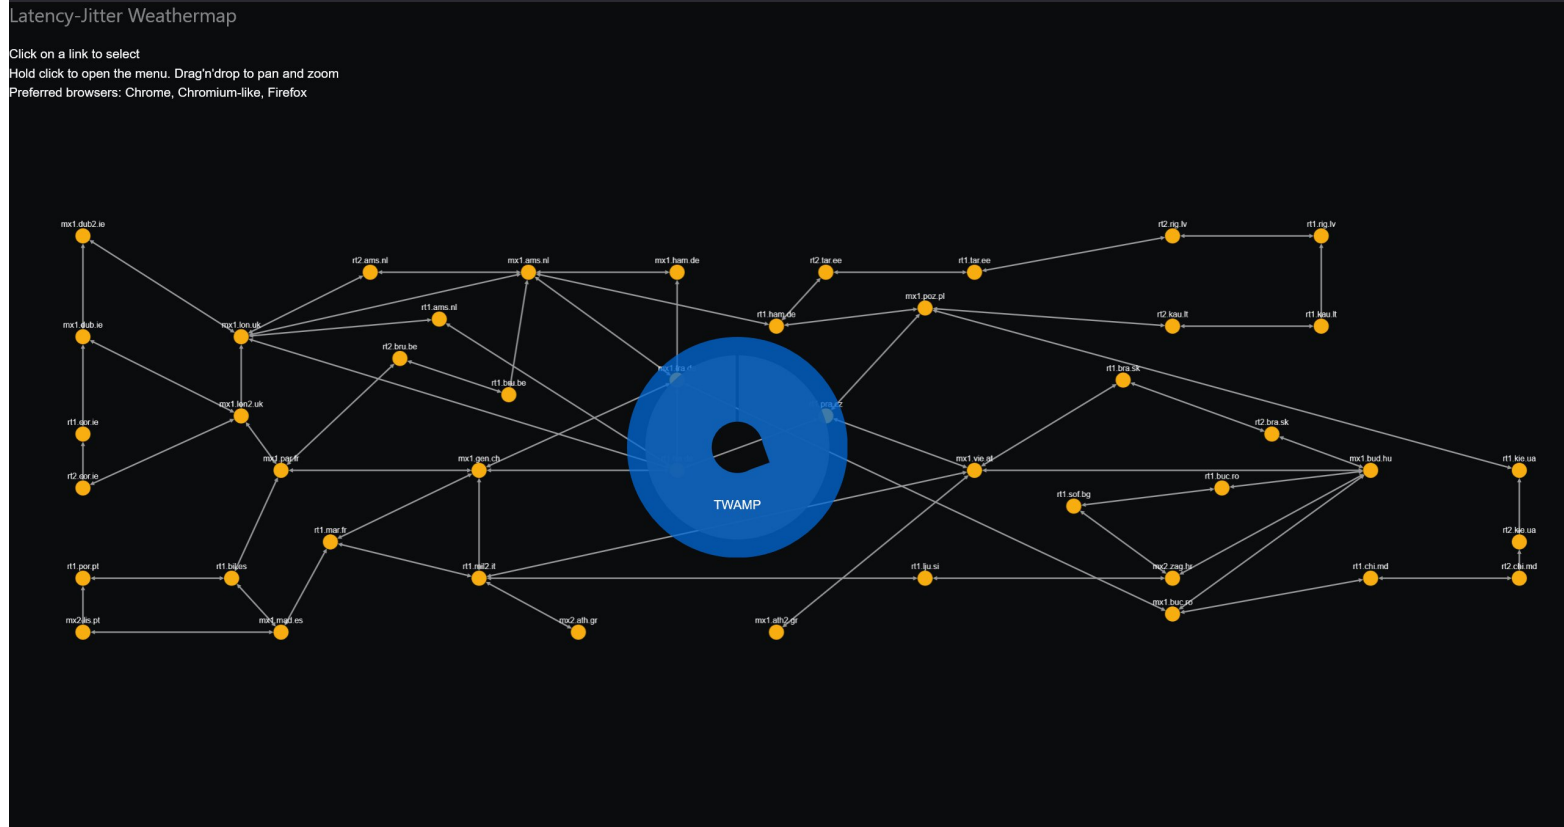 Latency-Jitter Weathermap
Click on a link to select
Hold click to open the menu. Drag'n'drop to pan and zoom
Preferred browsers: Chrome, Chromium-like, Firefox
mx1.dub2.ie
rt2.rig.lv
rt1.rig.lv
rt2.ams.nl
mx1.ams.nl
mx1.ham.de
rt2.tar.ee
rt1.tar.ee
mx1.poz.pl
rt1.ams.nl
rt1.ham.de
rt2.kau.lt
rt1.kau.lt
mx1.dub.ie
mx1.lon.uk
rt2.bru.be
rt1.bra.sk
rt1.bru.be
mx1.lon2.uk
rt1.cor.ie
rt2.bra.sk
mx1.par.fr
mx1.gen.ch
mx1.vie.at
mx1.bud.hu
rt1.kie.ua
rt2.cor.ie
rt1.buc.ro
rt1.sof.bg
TWAMP
rt1.mar.fr
rt2.kie.ua
rt1.por.pt
rt1.bil.es
rt1.mil2.it
rt1.lju.si
mx2.zag.hr
rt1.chi.md
rt2.chi.md
mx1.buc.ro
mx2.lis.pt
mx1.mad.es
mx2.ath.gr
mx1.ath2.gr